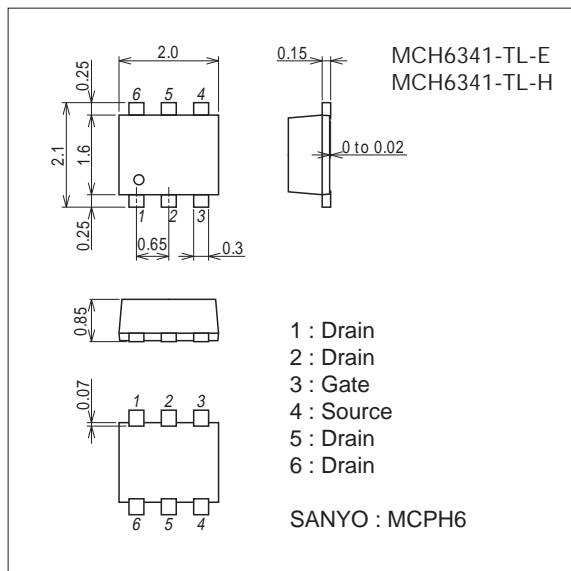 MCH6341-TL-E
MCH6341-TL-H
2.0
0.15
0.25
6 5 4
2.1
1.6
0 to 0.02
0.25
1 2 3
0.65
0.3
0.85
0.07
1 2 3
6 5 4
1 : Drain
2 : Drain
3 : Gate
4 : Source
5 : Drain
6 : Drain
SANYO : MCPH6